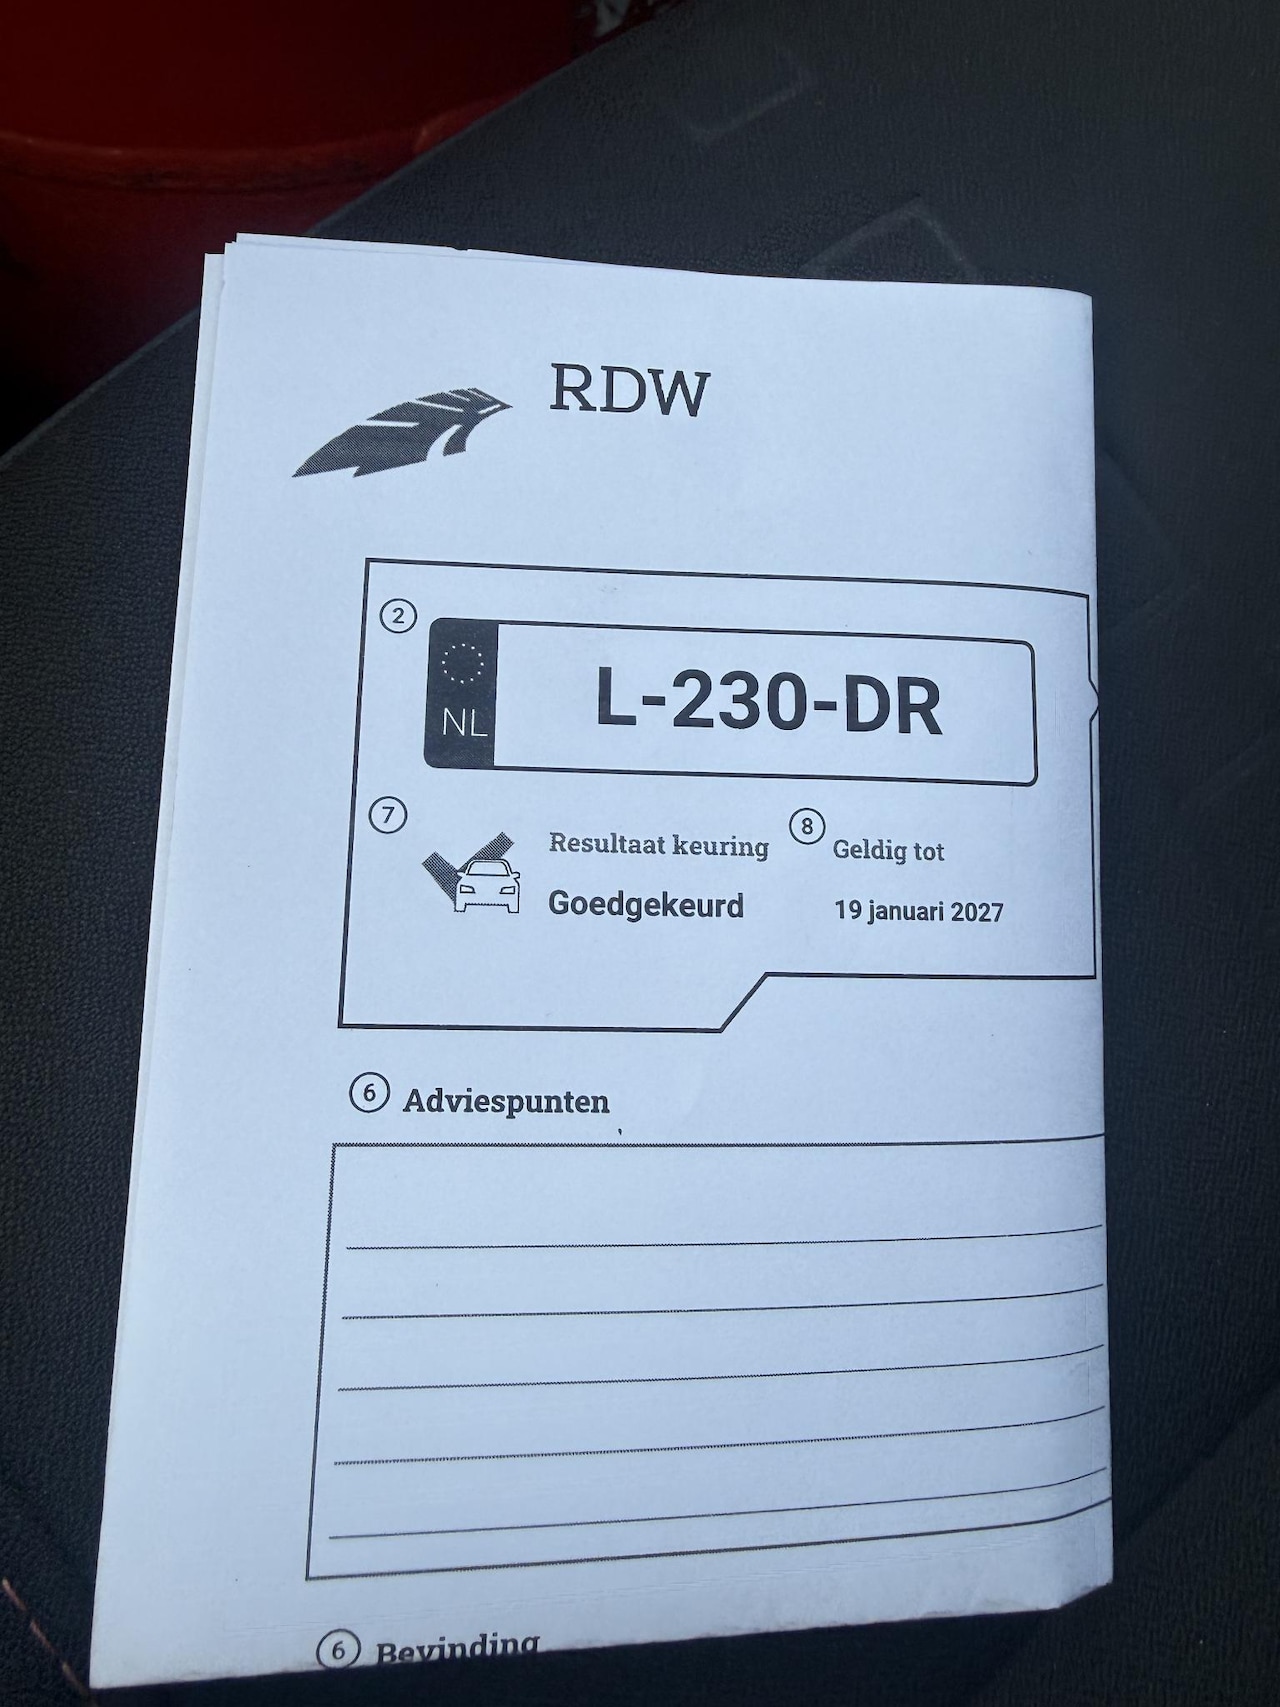 RDW
2
NL
L-230-DR
7
Resultaat keuring
8
Geldig tot
Goedgekeurd
19 januari 2027
6 Adviespunten
6 Bevinding